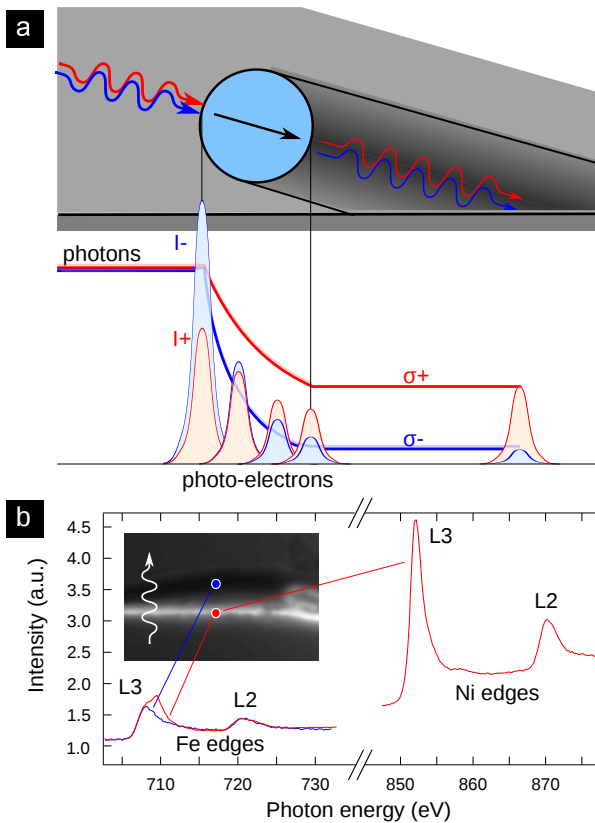 a
I-
photons
I+
σ+
σ-
photo-electrons
b
Intensity (a.u.)
4.5
4.0
3.5
3.0
2.5
2.0
1.5
1.0
L3
L2
L3
L2
Fe edges
Ni edges
710 720 730 850 860 870
Photon energy (eV)